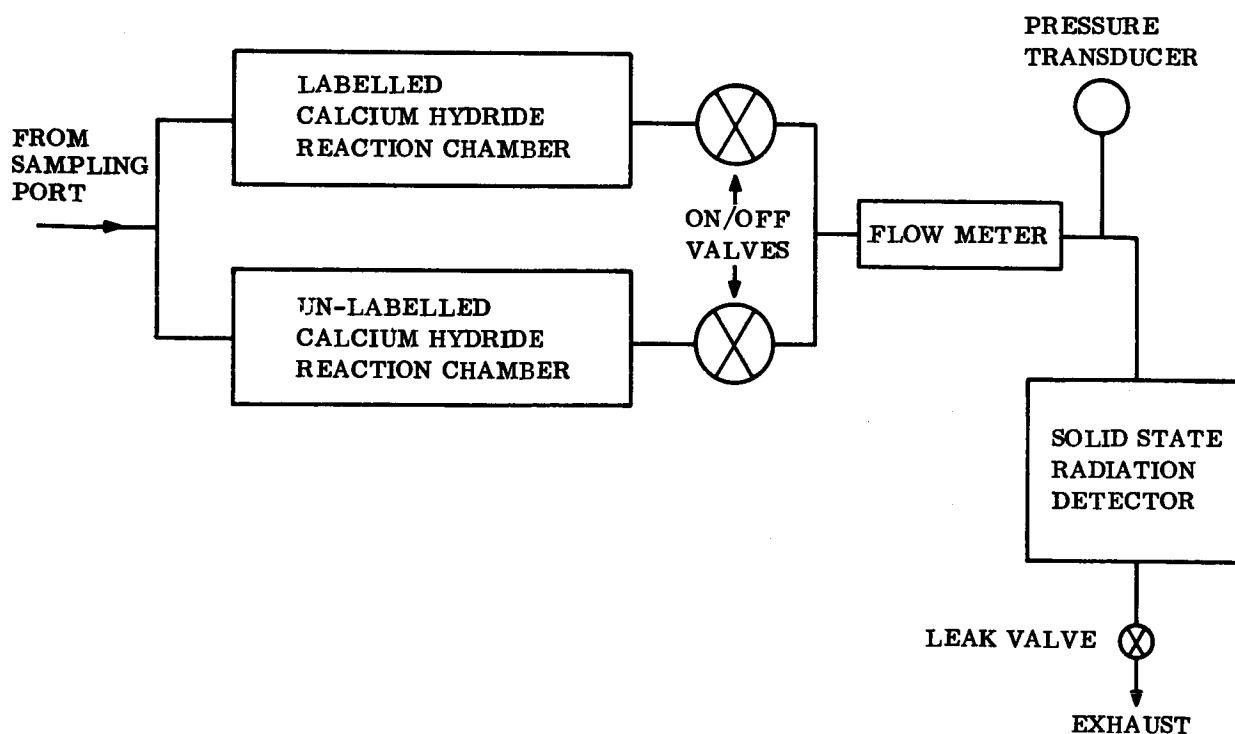 PRESSURE
TRANSDUCER
LABELLED
CALCIUM HYDRIDE
REACTION CHAMBER
FROM
SAMPLING
PORT
ON/OFF
VALVES
FLOW METER
UN-LABELLED
CALCIUM HYDRIDE
REACTION CHAMBER
SOLID STATE
RADIATION
DETECTOR
LEAK VALVE
EXHAUST